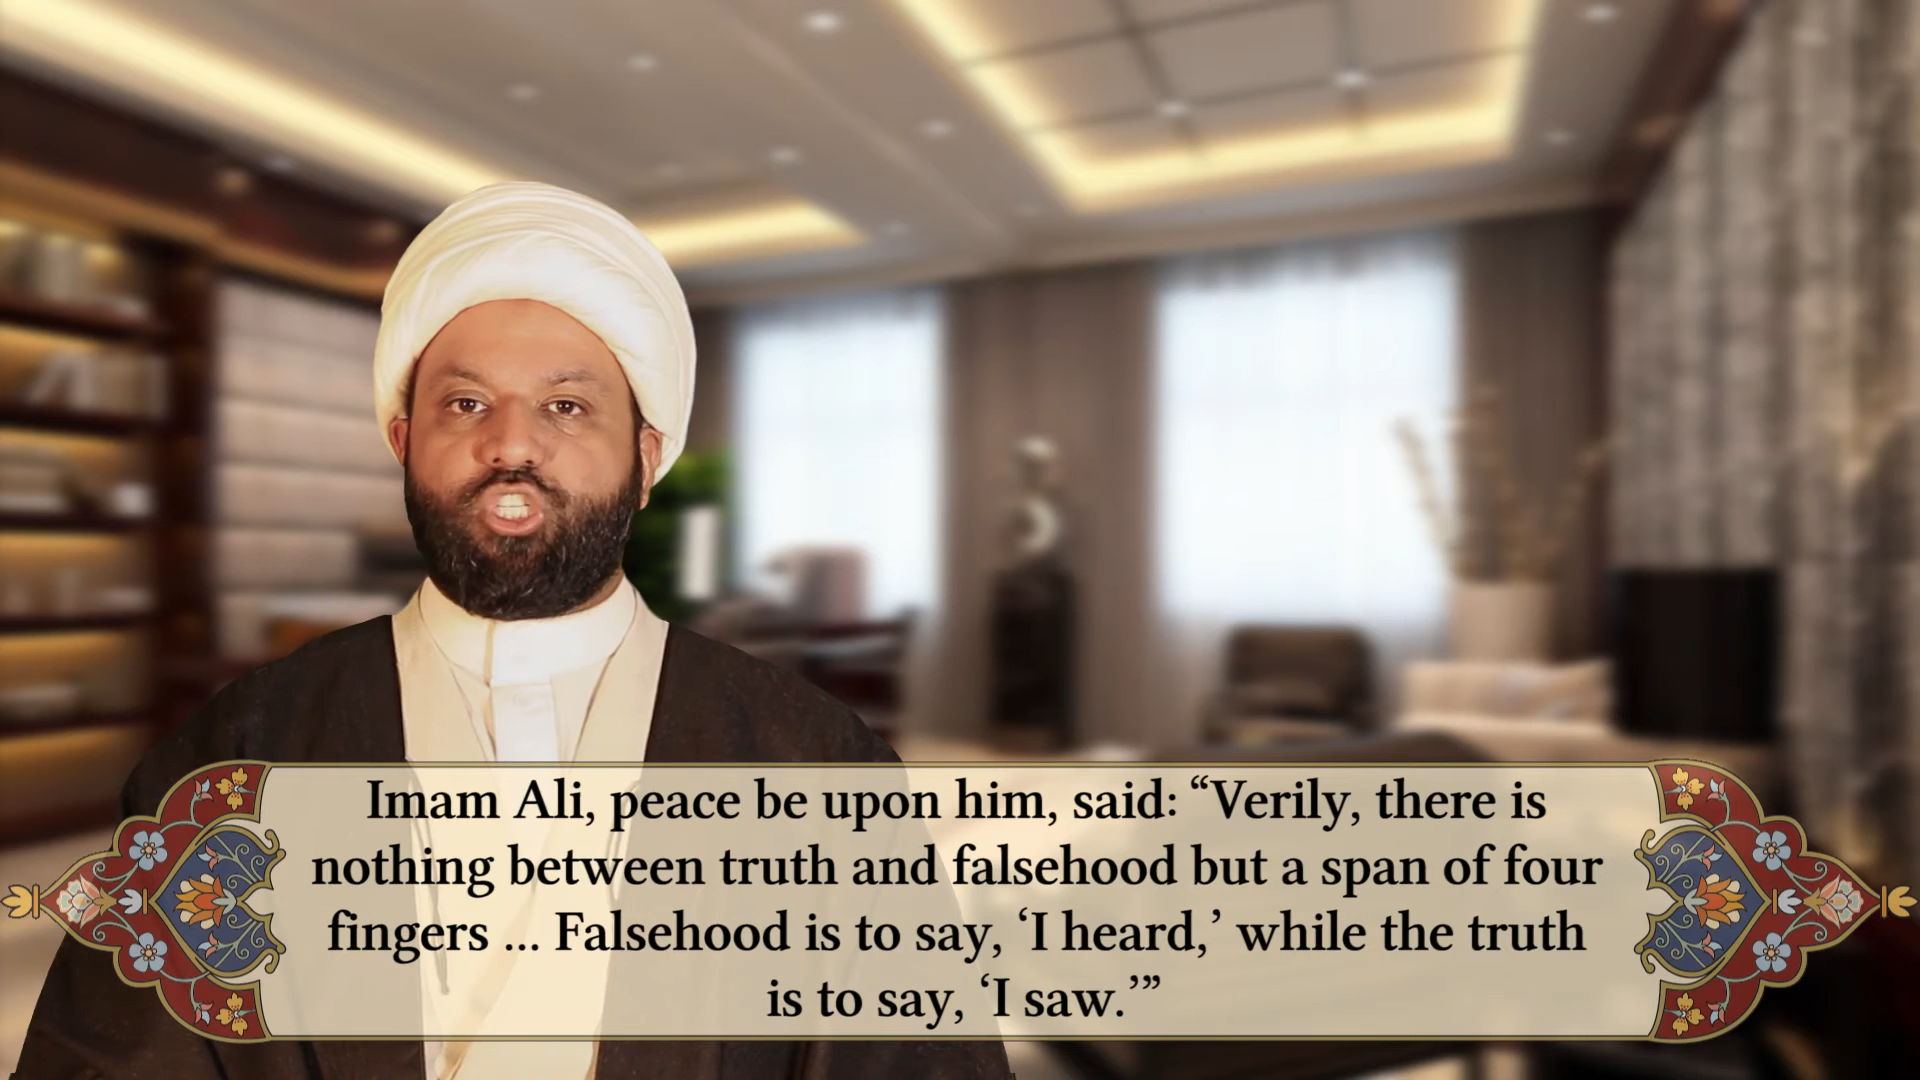 Imam Ali, peace be upon him, said: “Verily, there is
nothing between truth and falsehood but a span of four
fingers ... Falsehood is to say, ‘I heard,’ while the truth
is to say, ‘I saw.’”